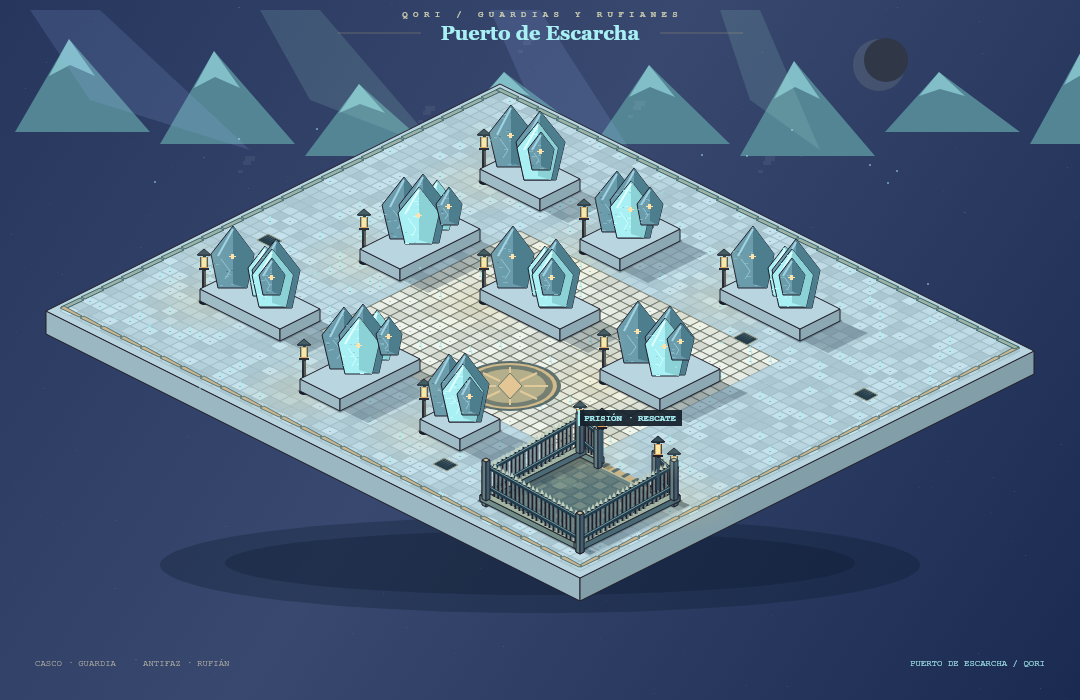 QORI / GUARDIAS Y RUFIANES
Puerto de Escarcha
PRISIÓN · RESCATE
CASCO · GUARDIA ANTIFAZ · RUFIÁN
PUERTO DE ESCARCHA / QORI